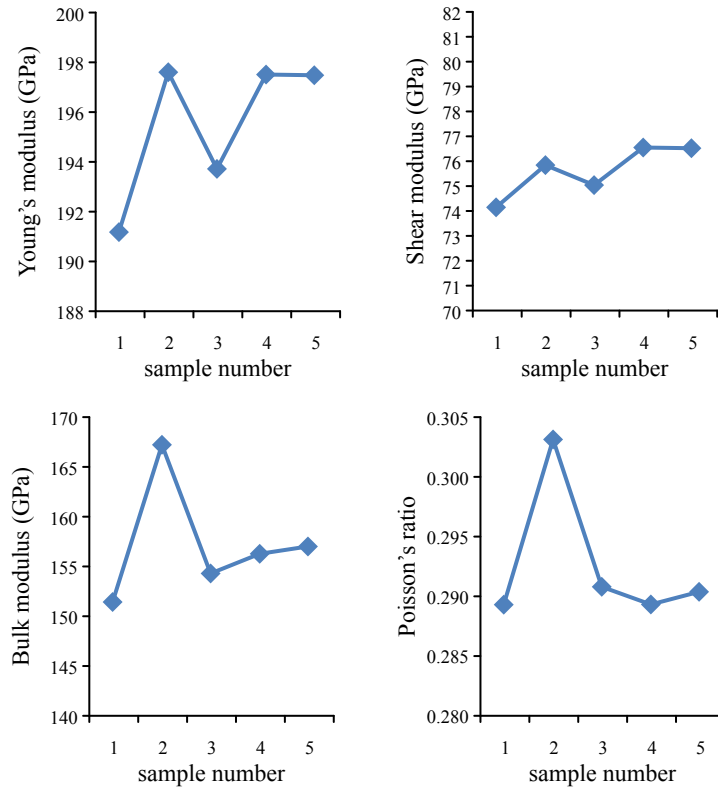 Young's modulus (GPa)
198
196
194
192
190
188
1 2 3 4 5
sample number
Shear modulus (GPa)
82
81
80
79
78
77
76
75
74
73
72
71
70
1 2 3 4 5
sample number
Bulk modulus (GPa)
170
165
160
155
150
145
140
1 2 3 4 5
sample number
Poisson's ratio
0.305
0.300
0.295
0.290
0.285
0.280
1 2 3 4 5
sample number